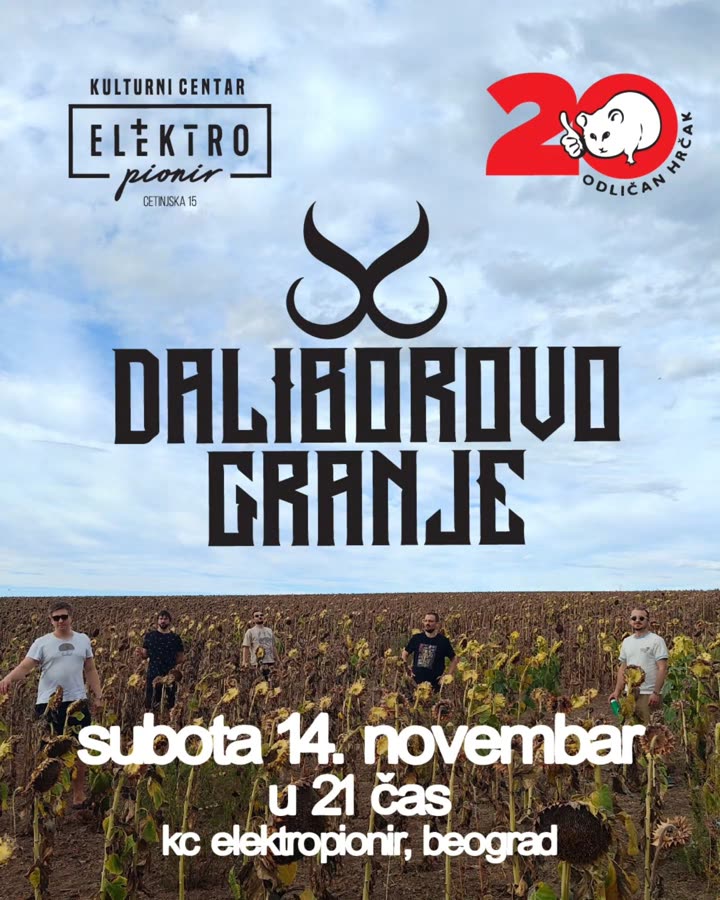 KULTURNI CENTAR
ELEKTRO
pionir
CETINJSKA 15
20
ODLIČAN HRČAK
DALIBOROVO
GRANJE
subota 14. novembar
u 21 čas
kc elektropionir, beograd